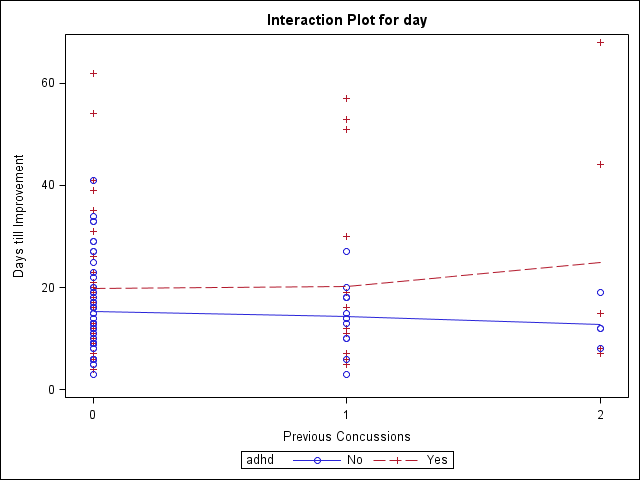 Interaction Plot for day
Days till Improvement
60
40
20
0
0 1 2
Previous Concussions
adhd No Yes